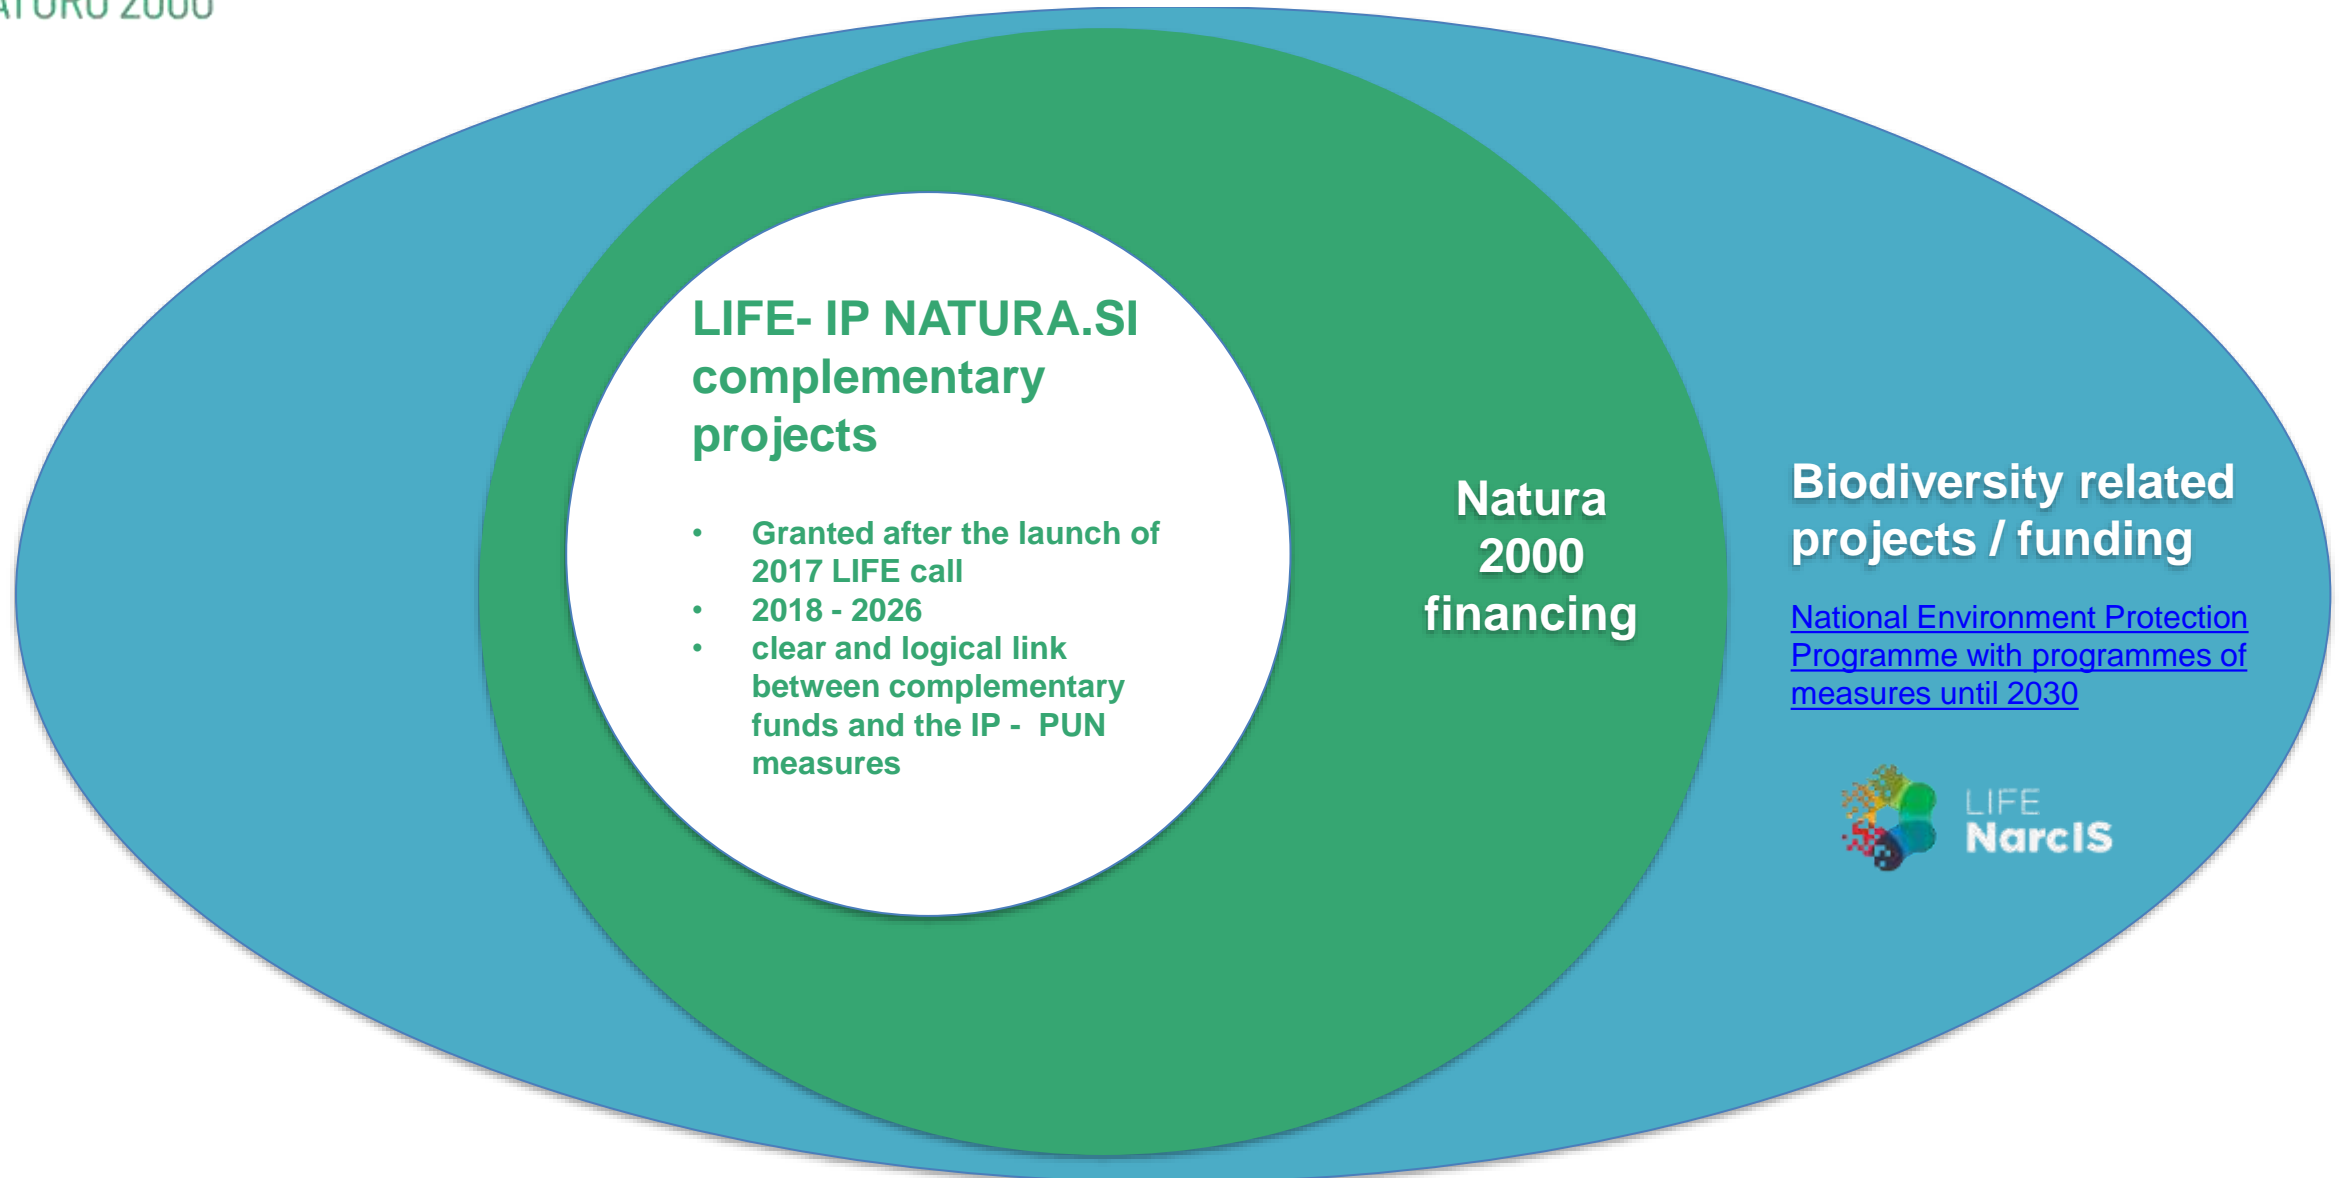 LIFE- IP NATURA.SI
complementary
projects
• Granted after the launch of
2017 LIFE call
• 2018 - 2026
• clear and logical link
between complementary
funds and the IP - PUN
measures
Natura
2000
financing
Biodiversity related
projects / funding
National Environment Protection
Programme with programmes of
measures until 2030
LIFE
NarcIS